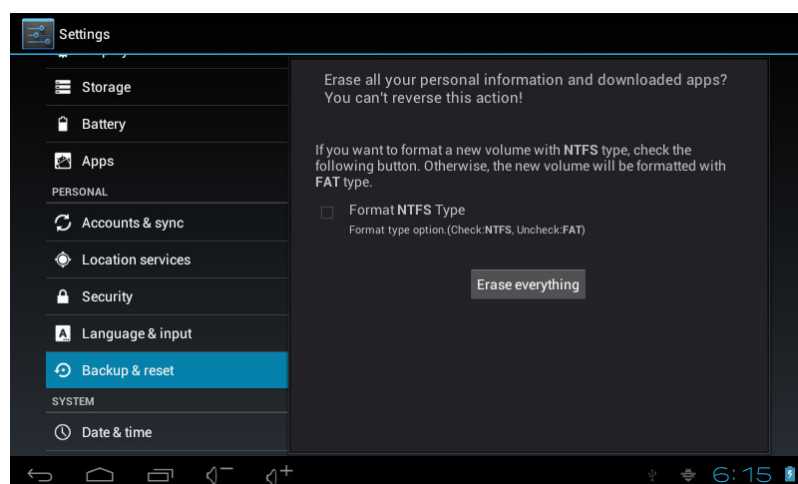 Settings
Storage
Battery
Apps
PERSONAL
Accounts & sync
Location services
Security
Language & input
Backup & reset
SYSTEM
Date & time
Erase all your personal information and downloaded apps?
You can't reverse this action!
If you want to format a new volume with NTFS type, check the
following button. Otherwise, the new volume will be formatted with
FAT type.
Format NTFS Type
Format type option.(Check:NTFS, Uncheck:FAT)
Erase everything
6:15